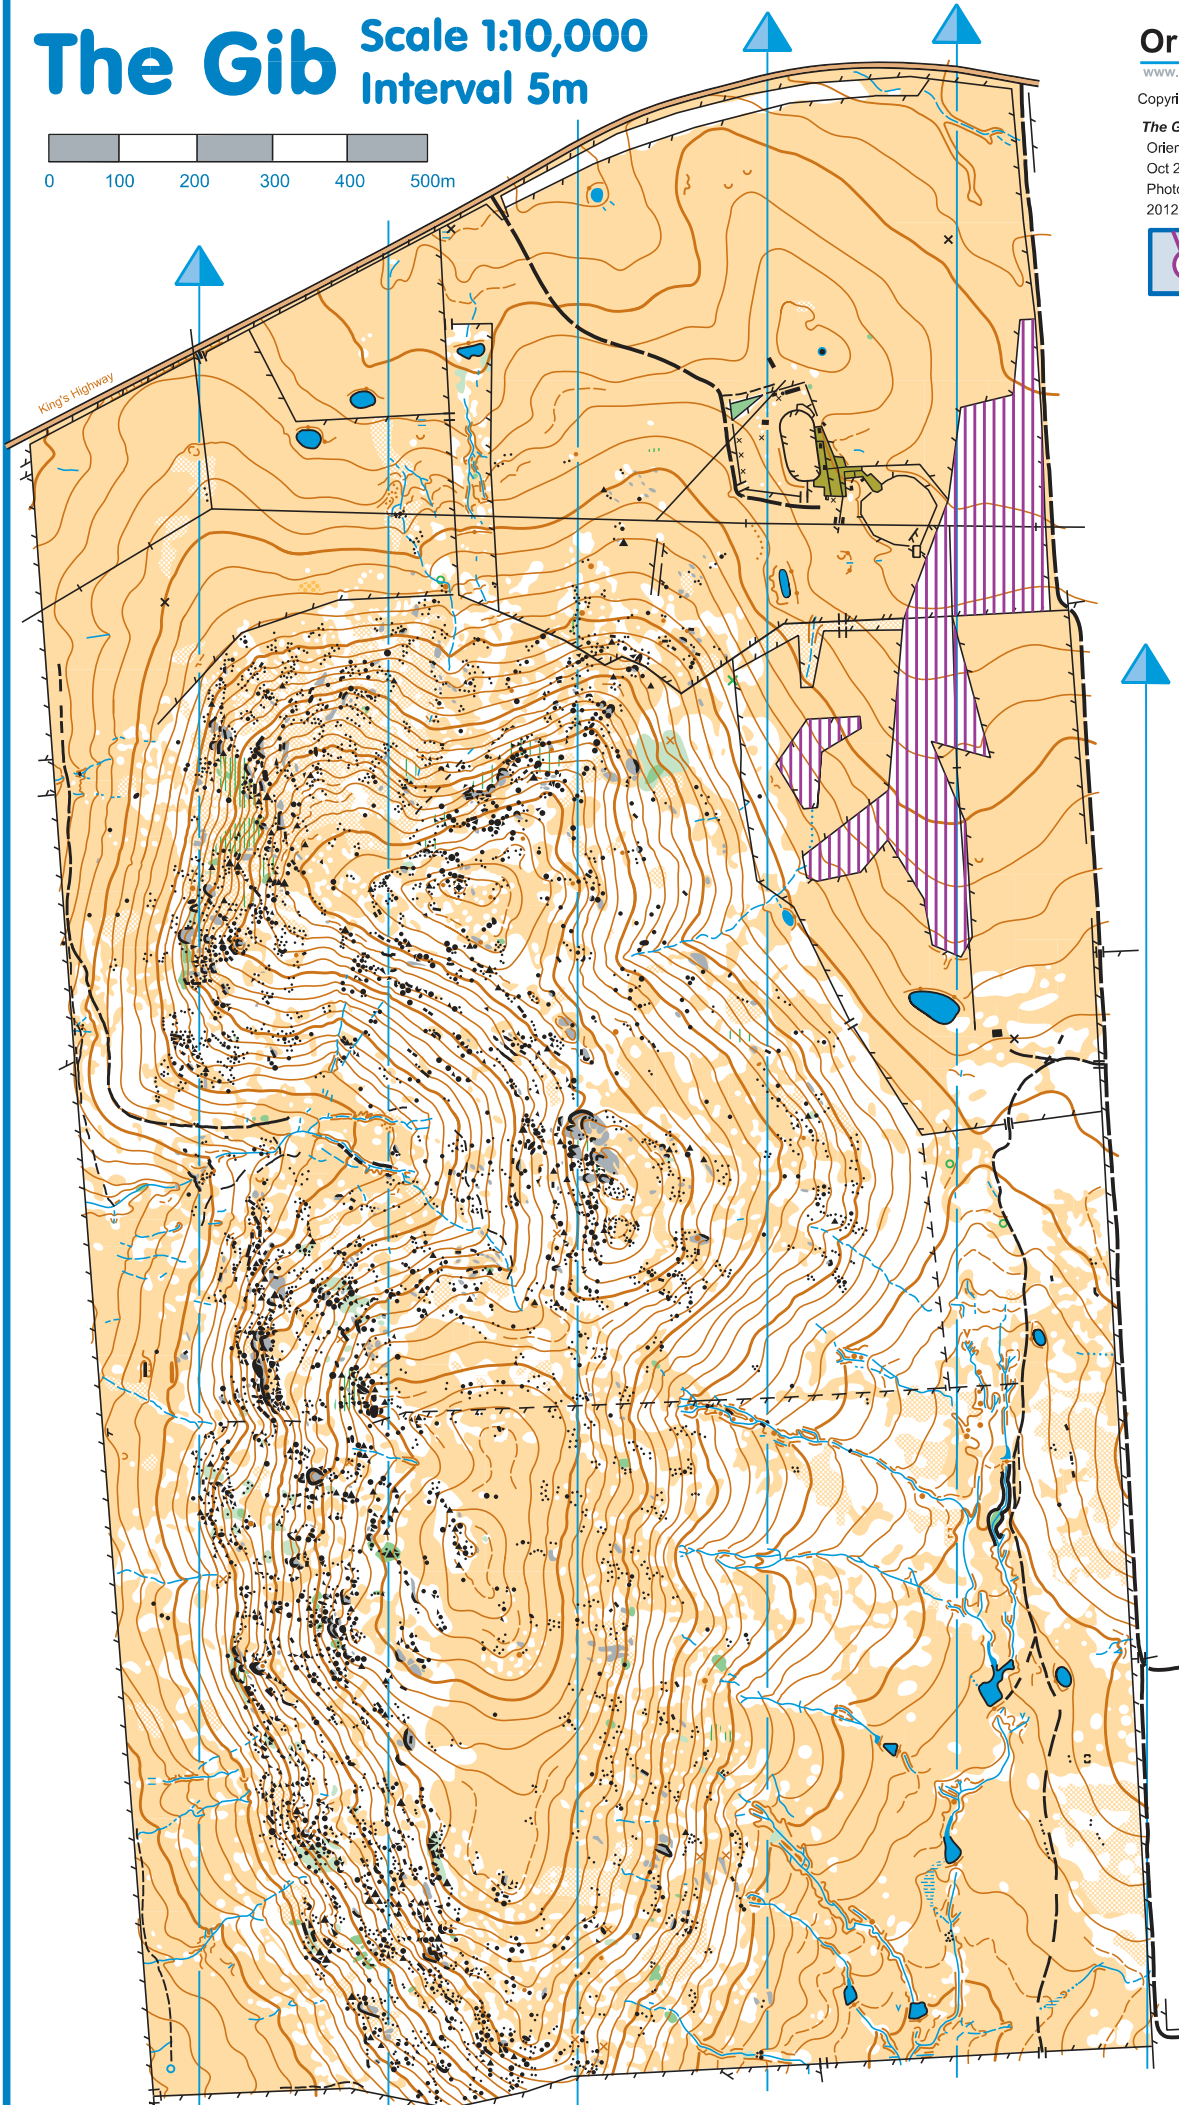 The Gib
Scale 1:10,000
Interval 5m
0 100 200 300 400 500m
King's Highway
Or
www.
Copyri
The G
Orien
Oct 2
Photo
2012